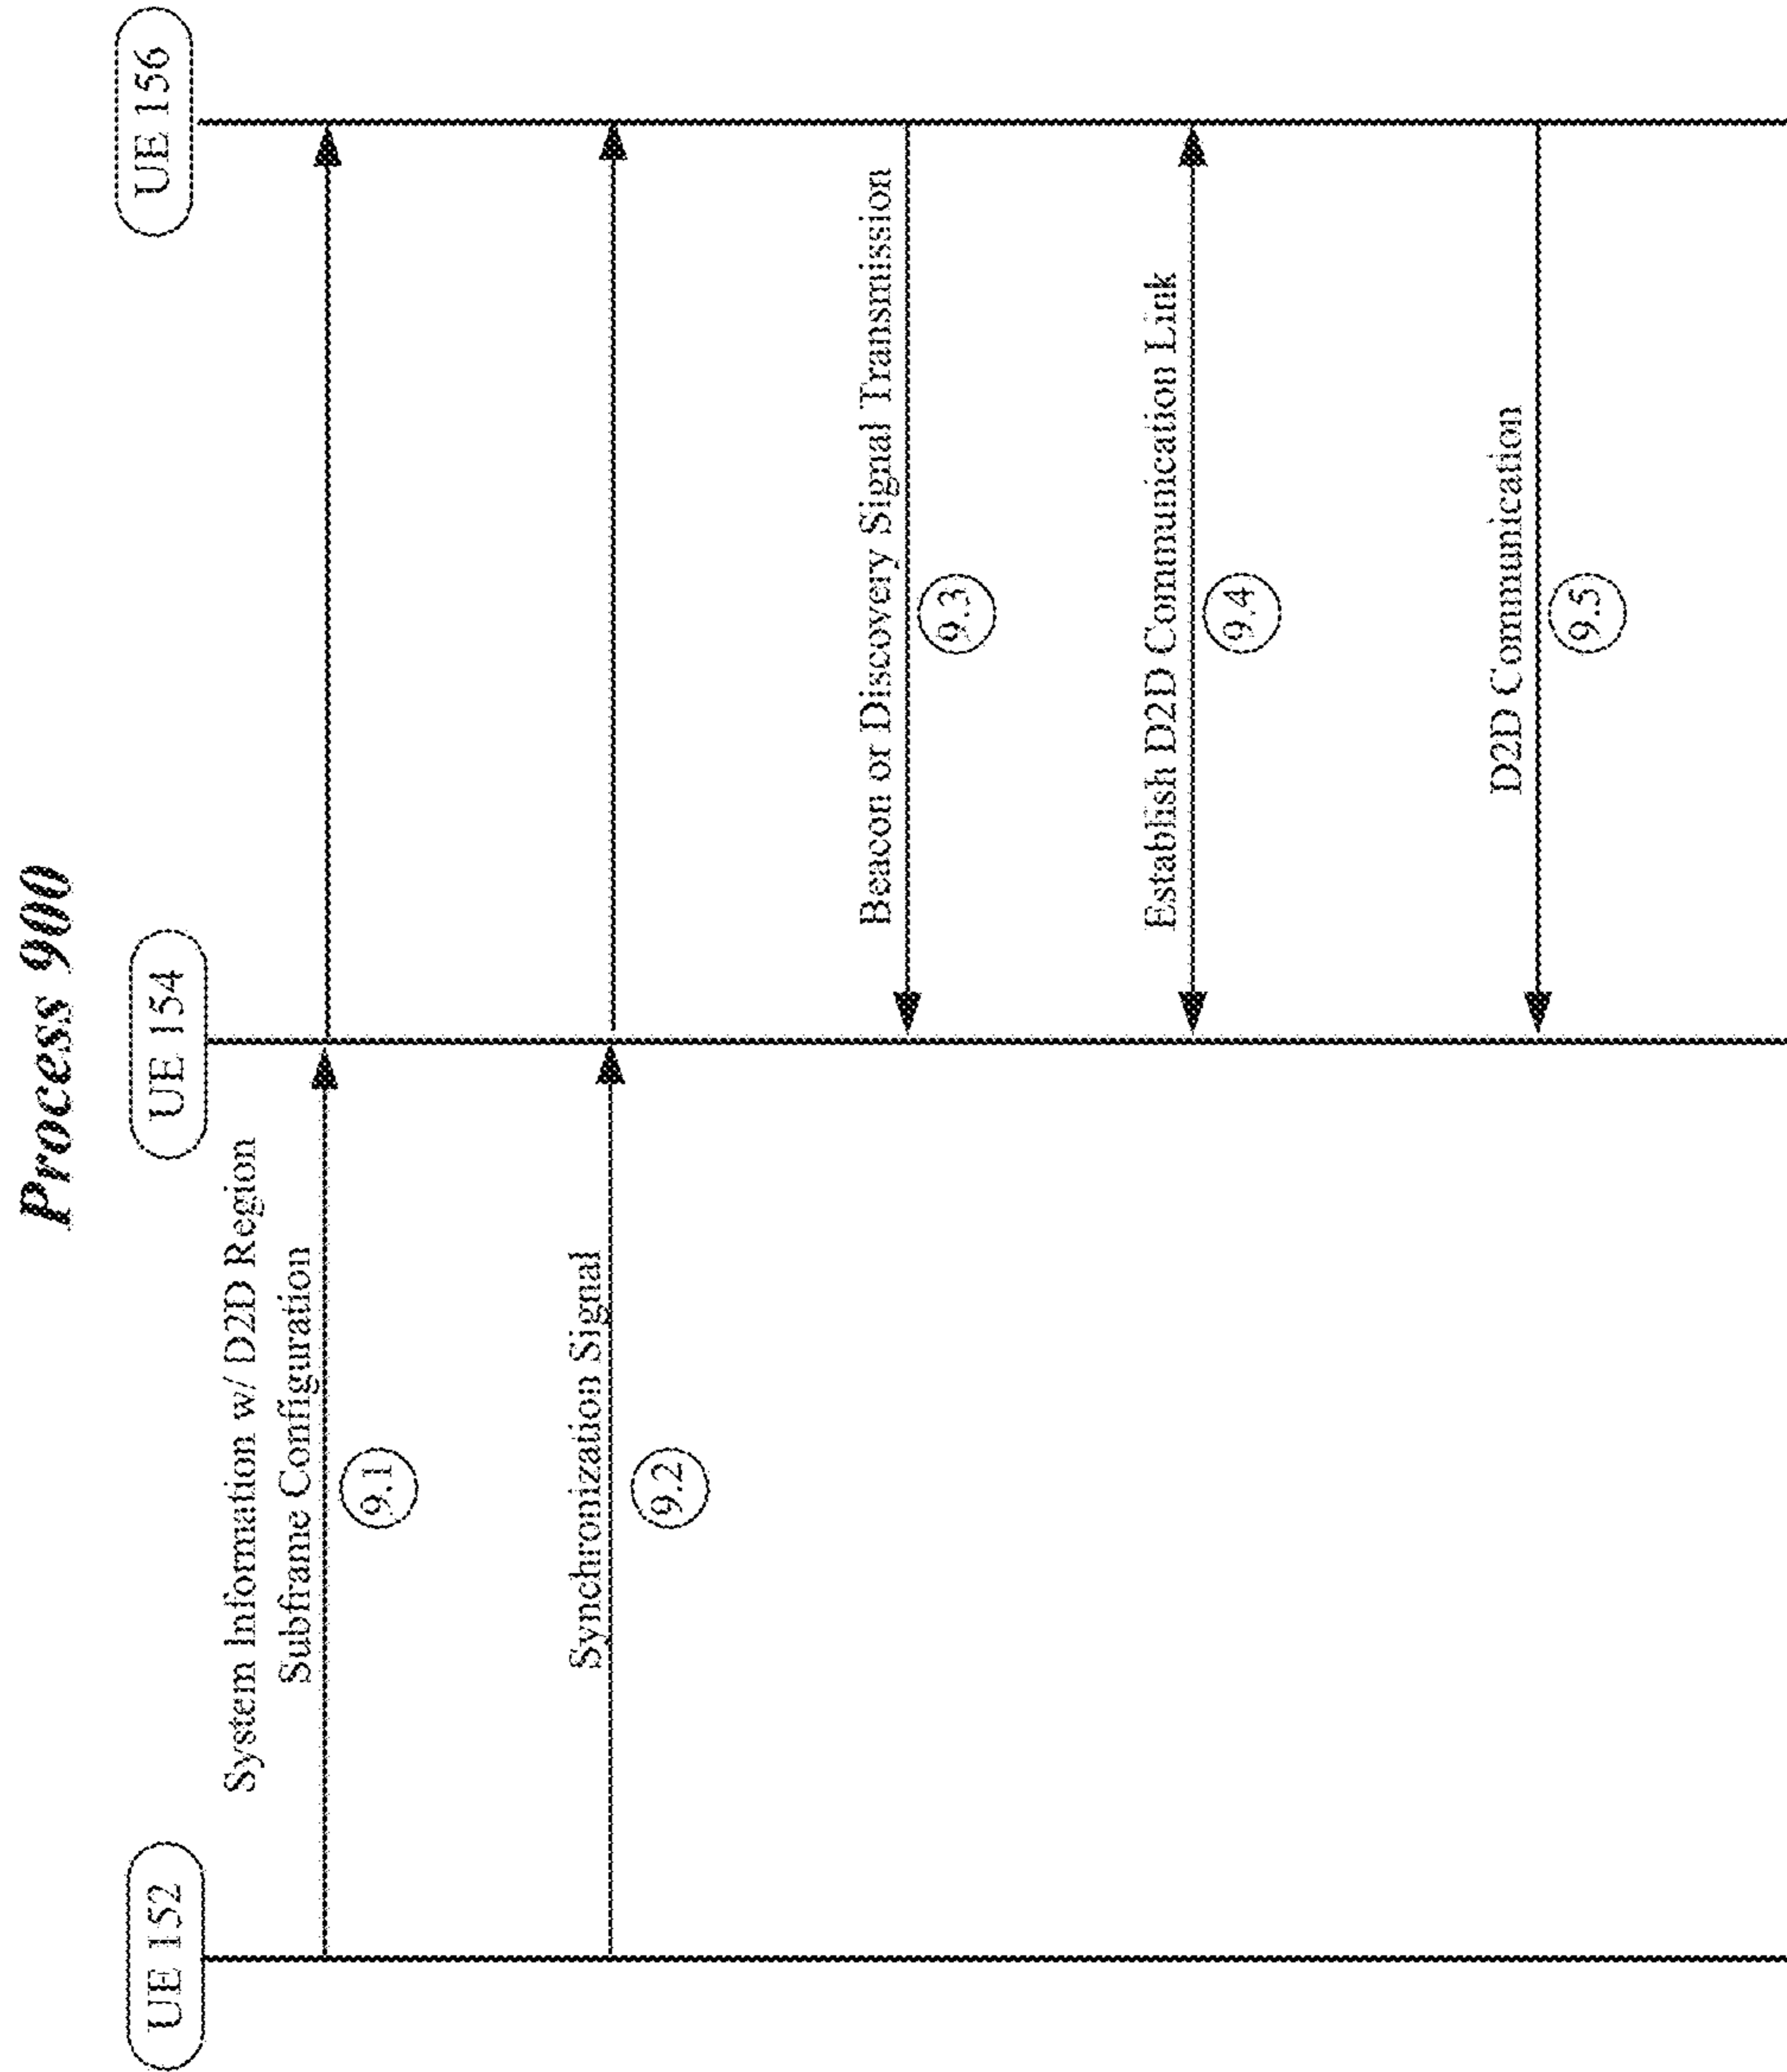 Process 900
UE 152
UE 154
UE 156
System Information w/ D2D Region
Subframe Configuration
9.1
Synchronization Signal
9.2
Beacon or Discovery Signal Transmission
9.3
Establish D2D Communication Link
9.4
D2D Communication
9.5